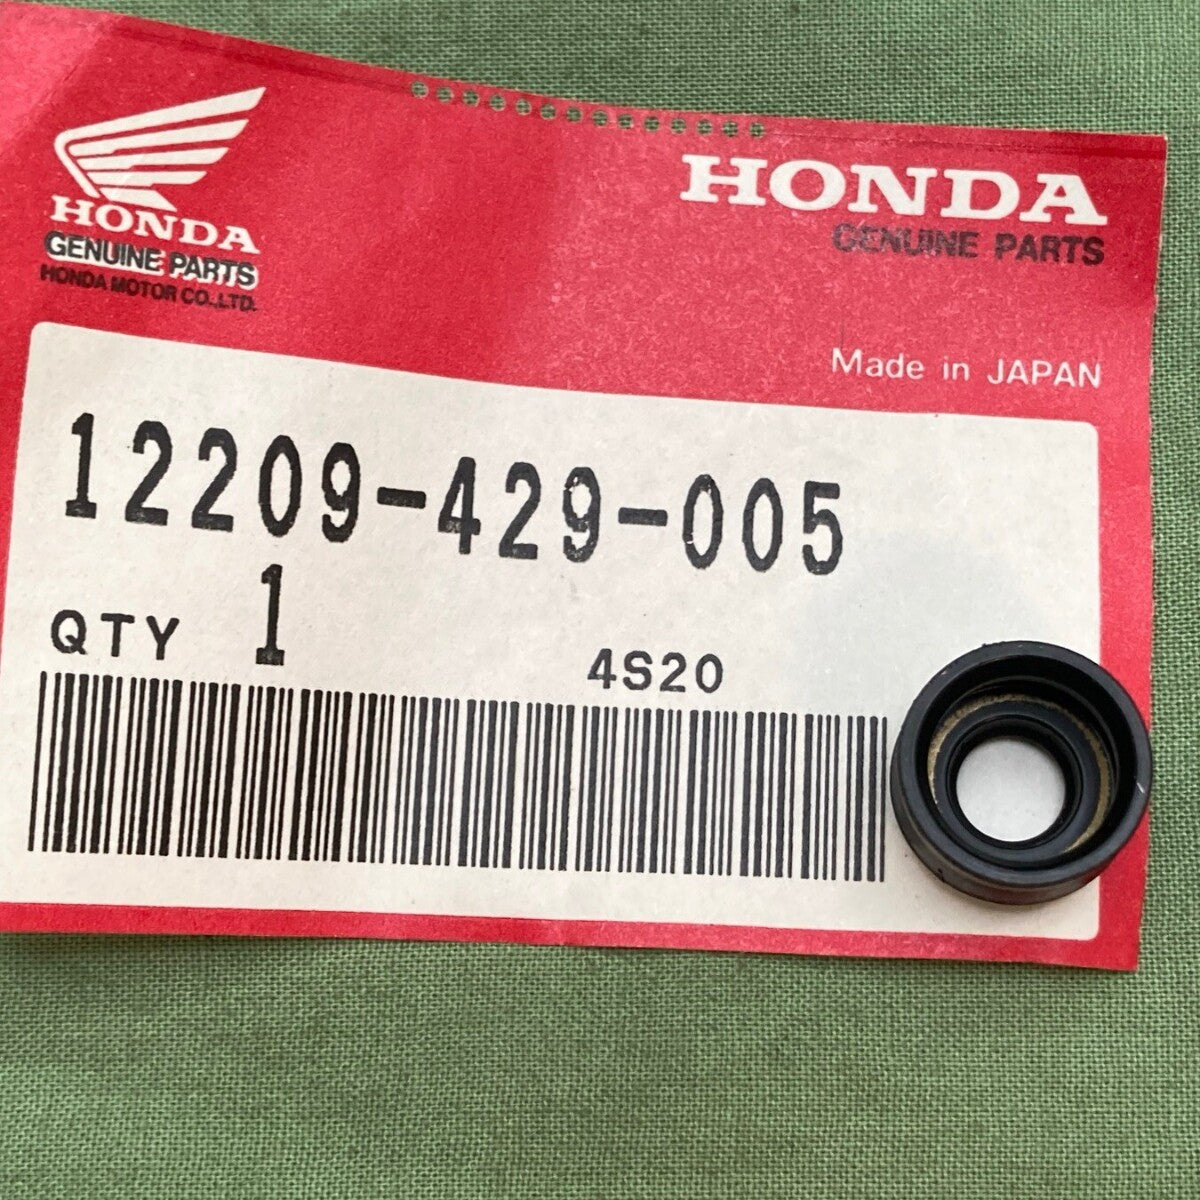 HONDA
GENUINE PARTS
HONDA MOTOR CO.,LTD.
HONDA
GENUINE PARTS
Made in JAPAN
12209-429-005
QTY 1
4S20